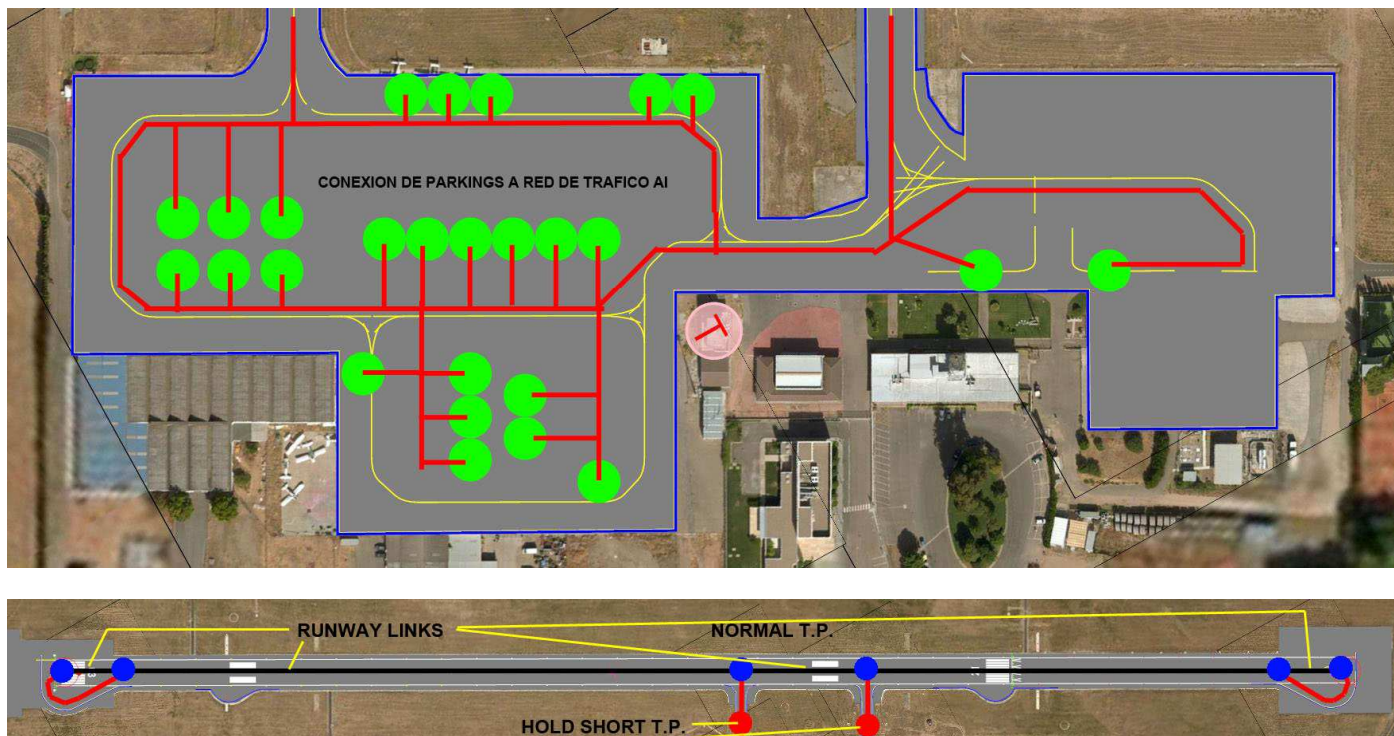 CONEXION DE PARKINGS A RED DE TRAFICO AI
RUNWAY LINKS
NORMAL T.P.
HOLD SHORT T.P.